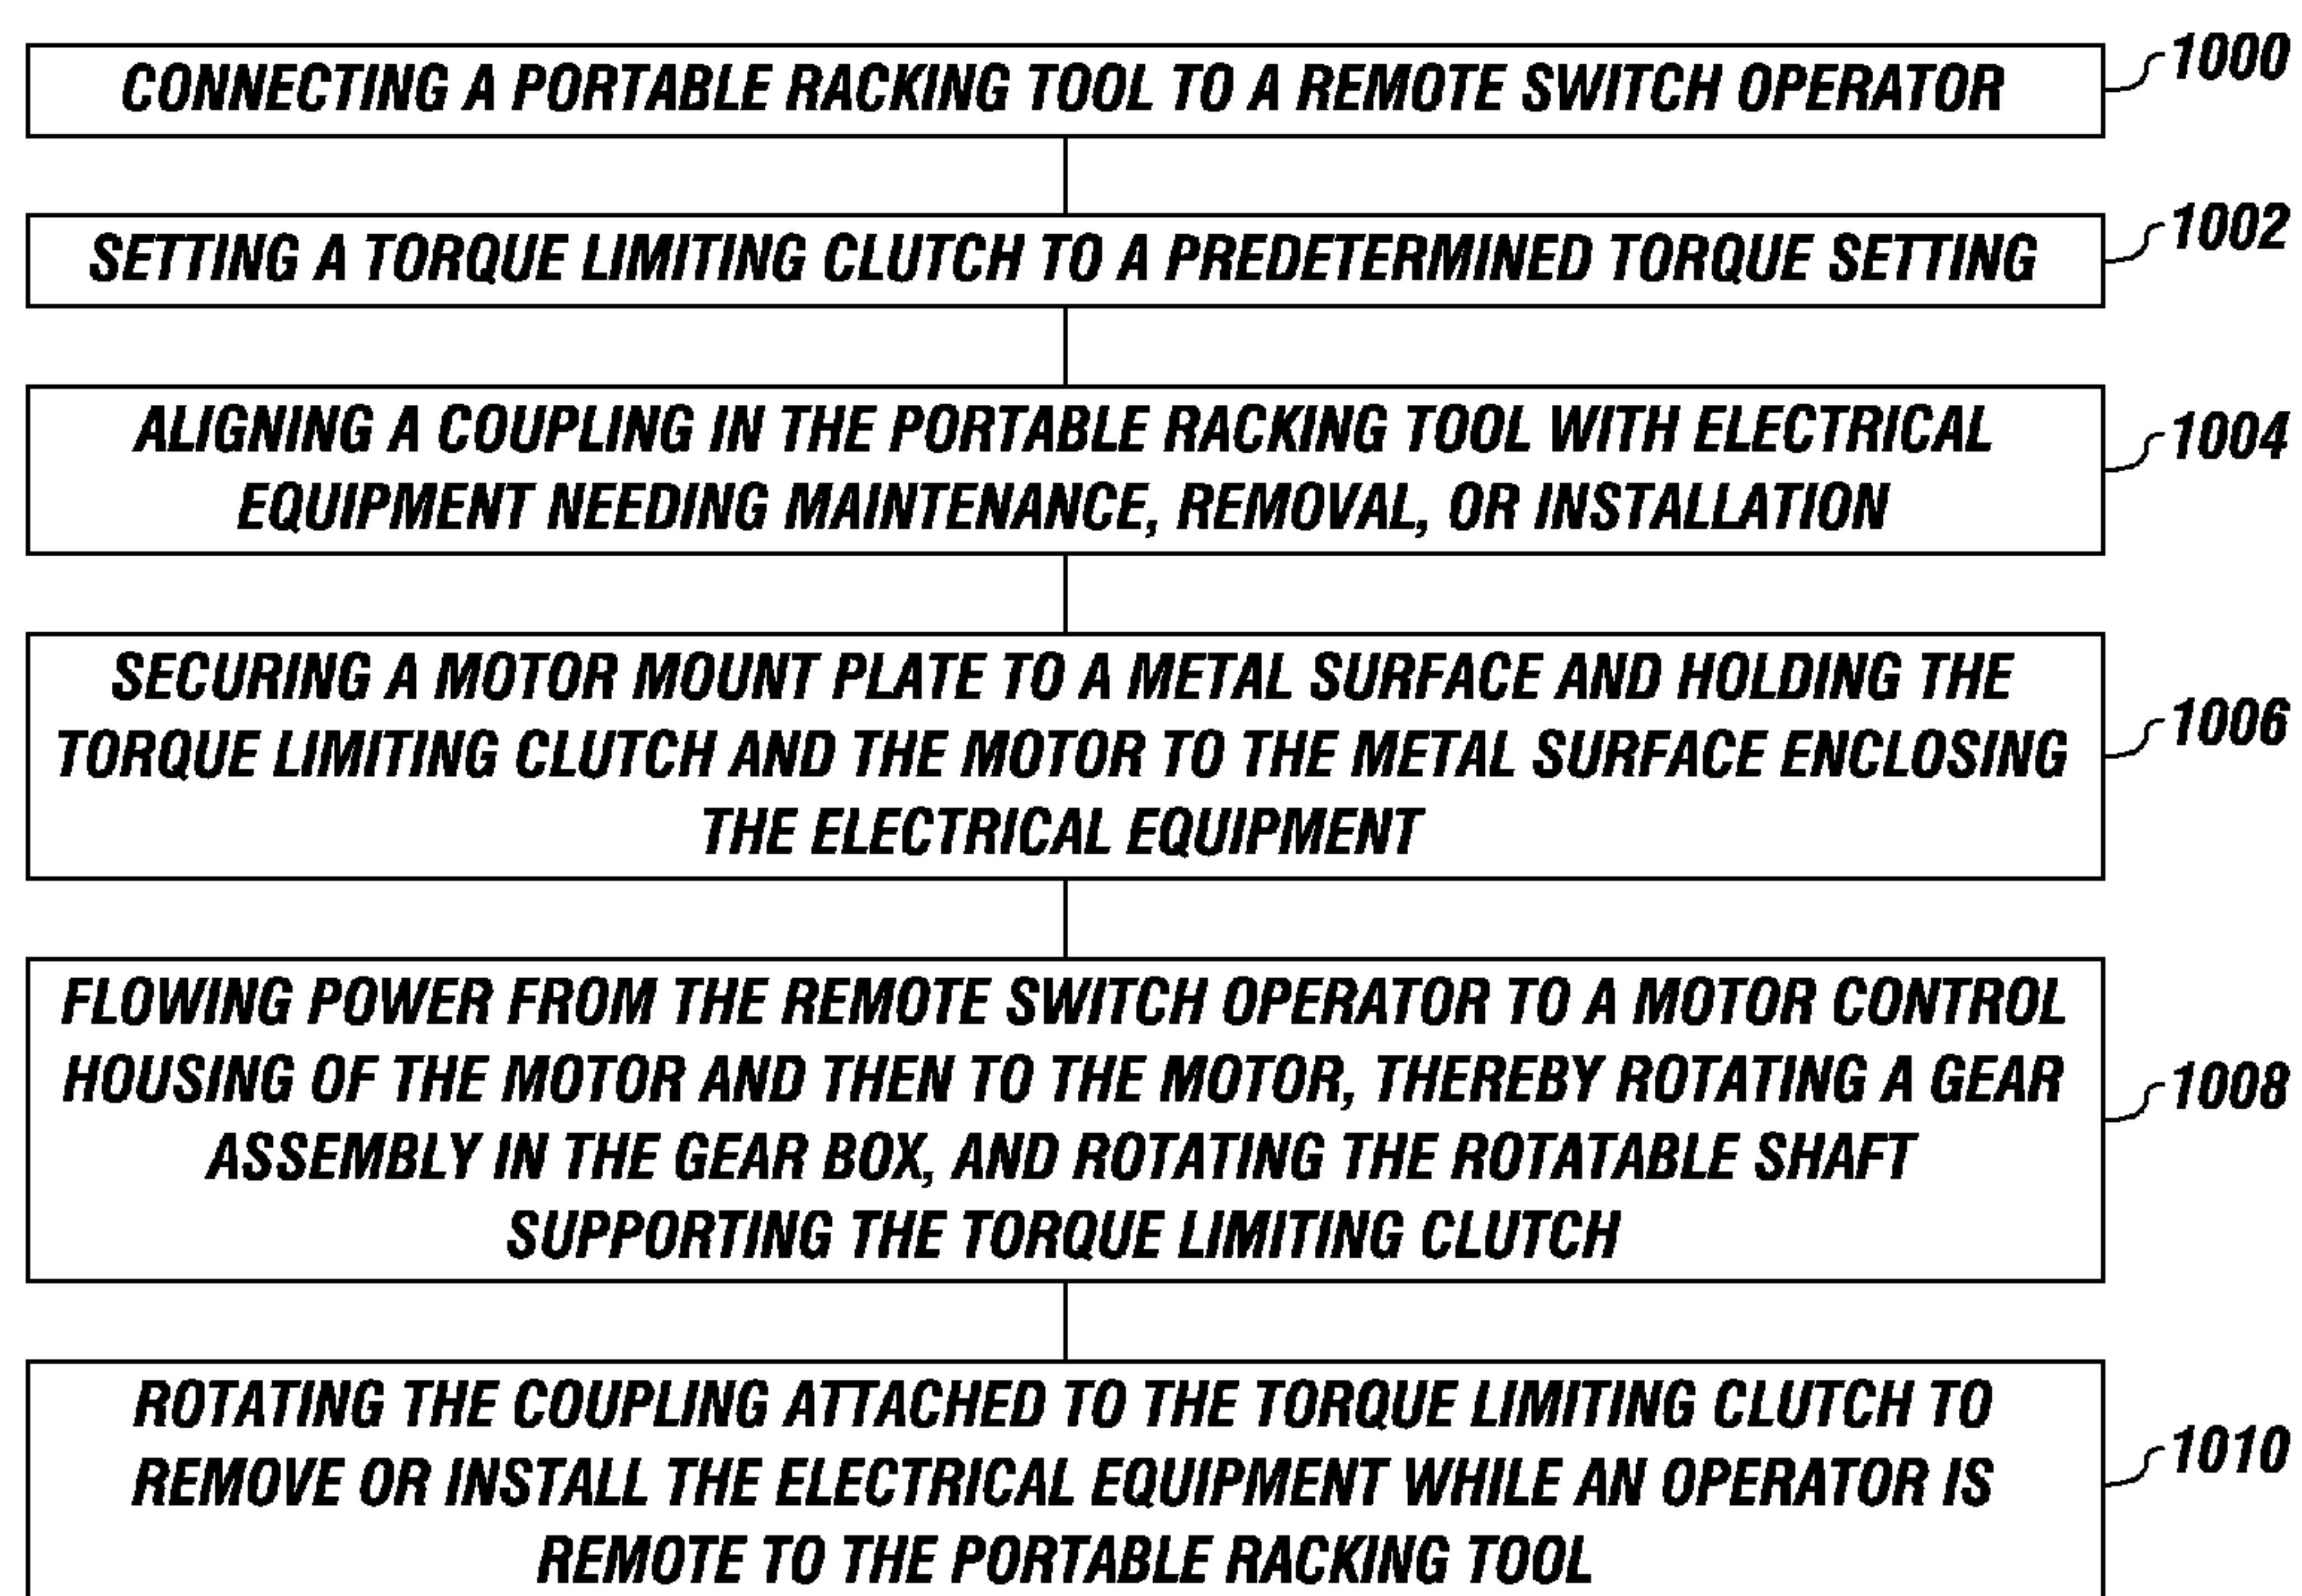 CONNECTING A PORTABLE RACKING TOOL TO A REMOTE SWITCH OPERATOR
1000
SETTING A TORQUE LIMITING CLUTCH TO A PREDETERMINED TORQUE SETTING
1002
ALIGNING A COUPLING IN THE PORTABLE RACKING TOOL WITH ELECTRICAL
EQUIPMENT NEEDING MAINTENANCE, REMOVAL, OR INSTALLATION
1004
SECURING A MOTOR MOUNT PLATE TO A METAL SURFACE AND HOLDING THE
TORQUE LIMITING CLUTCH AND THE MOTOR TO THE METAL SURFACE ENCLOSING
THE ELECTRICAL EQUIPMENT
1006
FLOWING POWER FROM THE REMOTE SWITCH OPERATOR TO A MOTOR CONTROL
HOUSING OF THE MOTOR AND THEN TO THE MOTOR, THEREBY ROTATING A GEAR
ASSEMBLY IN THE GEAR BOX, AND ROTATING THE ROTATABLE SHAFT
SUPPORTING THE TORQUE LIMITING CLUTCH
1008
ROTATING THE COUPLING ATTACHED TO THE TORQUE LIMITING CLUTCH TO
REMOVE OR INSTALL THE ELECTRICAL EQUIPMENT WHILE AN OPERATOR IS
REMOTE TO THE PORTABLE RACKING TOOL
1010